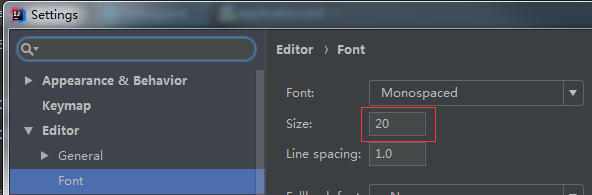 Settings
Appearance & Behavior
Keymap
Editor
General
Font
Editor › Font
Font: Monospaced
Size: 20
Line spacing: 1.0